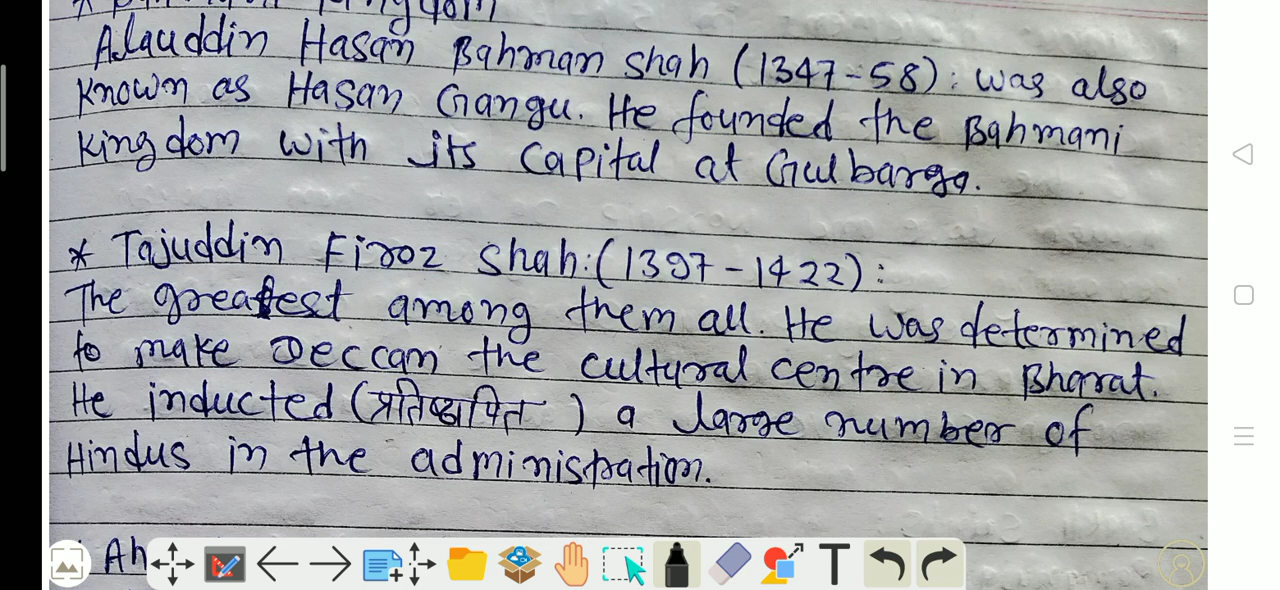 Alauddin Hasan Bahman Shah (1347-58): was also
Known as Hasan Gangu. He founded the Bahmani
Kingdom with its capital at Gulbarga.
* Tajuddin Firoz Shah:(1397-1422):
The greatest among them all. He was determined
to make Deccan the cultural centre in Bharat.
He inducted (प्रतिष्ठापित) a large number of
Hindus in the administration.
Ah
T